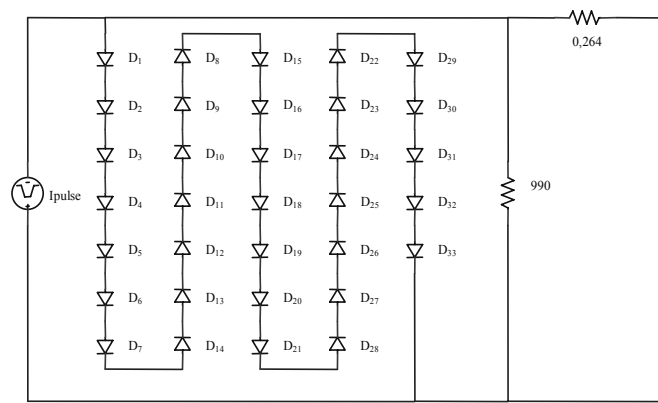 0,264
D1 D8 D15 D22 D29
D2 D9 D16 D23 D30
D3 D10 D17 D24 D31
990
Ipulse D4 D11 D18 D25 D32
D5 D12 D19 D26 D33
D6 D13 D20 D27
D7 D14 D21 D28